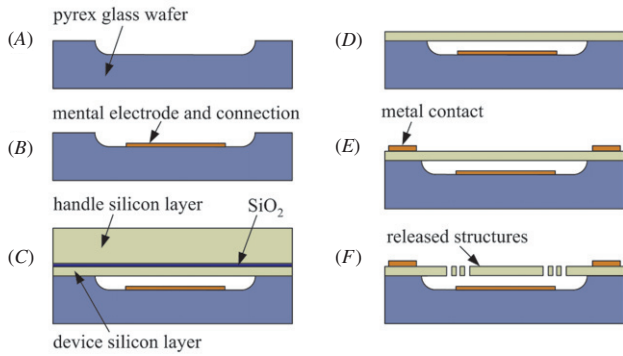 pyrex glass wafer
(A)
mental electrode and connection
(B)
handle silicon layer
SiO₂
(C)
device silicon layer
(D)
metal contact
(E)
released structures
(F)